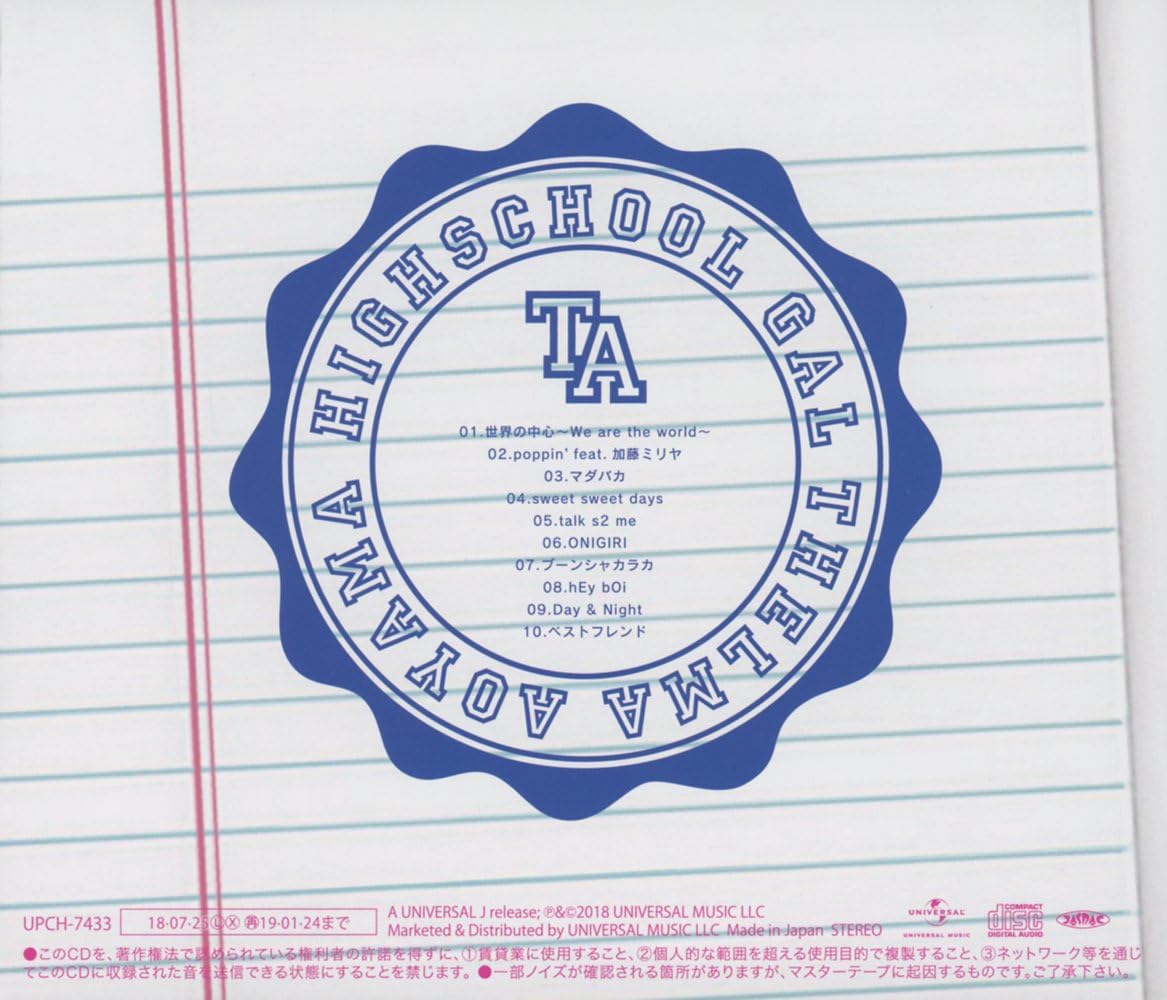 HIGHSCHOOL GAL THELMA AOYAMA
TA
01.世界の中心～We are the world～
02.poppin' feat. 加藤ミリヤ
03.マダバカ
04.sweet sweet days
05.talk s2 me
06.ONIGIRI
07.ブーンシャカラカ
08.hEy bOi
09.Day & Night
10.ベストフレンド
UPCH-7433
18-07-25ⓁⓍ ㊢19-01-24まで
A UNIVERSAL J release; ℗&©2018 UNIVERSAL MUSIC LLC
Marketed & Distributed by UNIVERSAL MUSIC LLC Made in Japan STEREO
UNIVERSAL
UNIVERSAL MUSIC
COMPACT
disc
DIGITAL AUDIO
JASRAC
●このCDを、著作権法で認められている権利者の許諾を得ずに、①賃貸業に使用すること、②個人的な範囲を超える使用目的で複製すること、③ネットワーク等を通じ
てこのCDに収録された音を送信できる状態にすることを禁じます。●一部ノイズが確認される箇所がありますが、マスターテープに起因するものです。ご了承下さい。